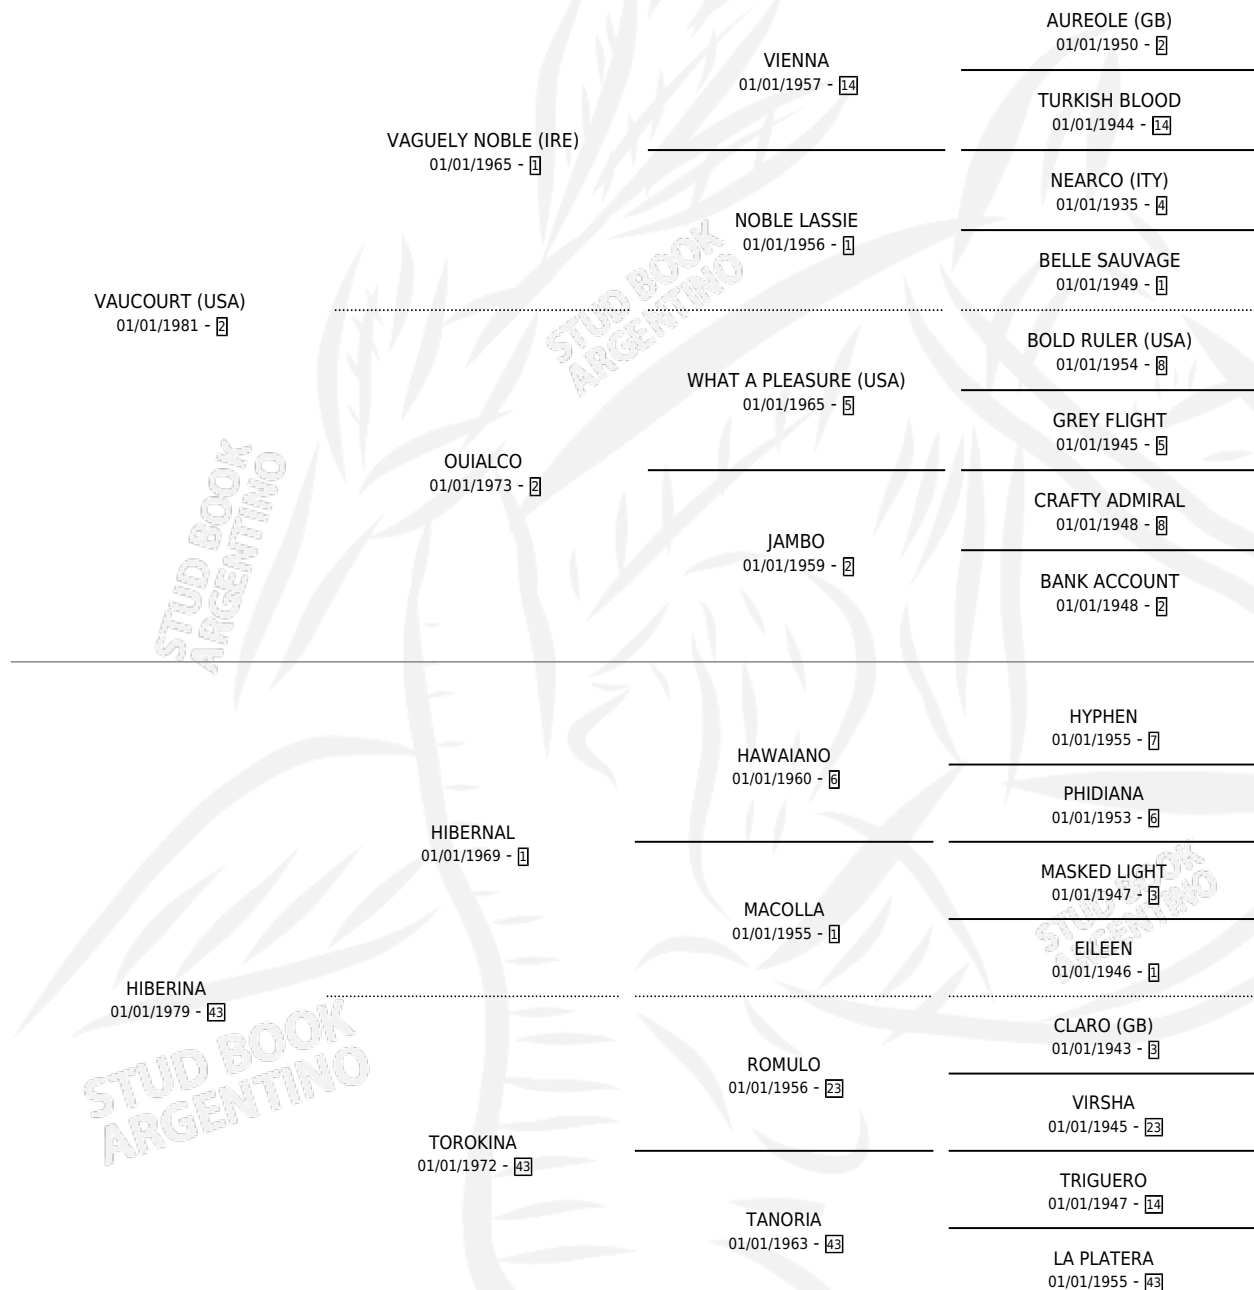 AUREOLE (GB)
01/01/1950 - 2
VIENNA
01/01/1957 - 14
TURKISH BLOOD
01/01/1944 - 14
VAGUELY NOBLE (IRE)
01/01/1965 - 1
NEARCO (ITY)
01/01/1935 - 4
NOBLE LASSIE
01/01/1956 - 1
BELLE SAUVAGE
01/01/1949 - 1
VAUCOURT (USA)
01/01/1981 - 2
BOLD RULER (USA)
01/01/1954 - 8
WHAT A PLEASURE (USA)
01/01/1965 - 5
GREY FLIGHT
01/01/1945 - 5
OUIALCO
01/01/1973 - 2
CRAFTY ADMIRAL
01/01/1948 - 8
JAMBO
01/01/1959 - 2
BANK ACCOUNT
01/01/1948 - 2
HYPHEN
01/01/1955 - 7
HAWAIANO
01/01/1960 - 6
PHIDIANA
01/01/1953 - 6
HIBERNAL
01/01/1969 - 1
MASKED LIGHT
01/01/1947 - 3
MACOLLA
01/01/1955 - 1
EILEEN
01/01/1946 - 1
HIBERINA
01/01/1979 - 43
CLARO (GB)
01/01/1943 - 3
ROMULO
01/01/1956 - 23
VIRSHA
01/01/1945 - 23
TOROKINA
01/01/1972 - 43
TRIGUERO
01/01/1947 - 14
TANORIA
01/01/1963 - 43
LA PLATERA
01/01/1955 - 43
STUD BOOK
ARGENTINO
STUD BOOK
ARGENTINO
STUD BOOK
ARGENTINO
STUD BOOK
ARGENTINO